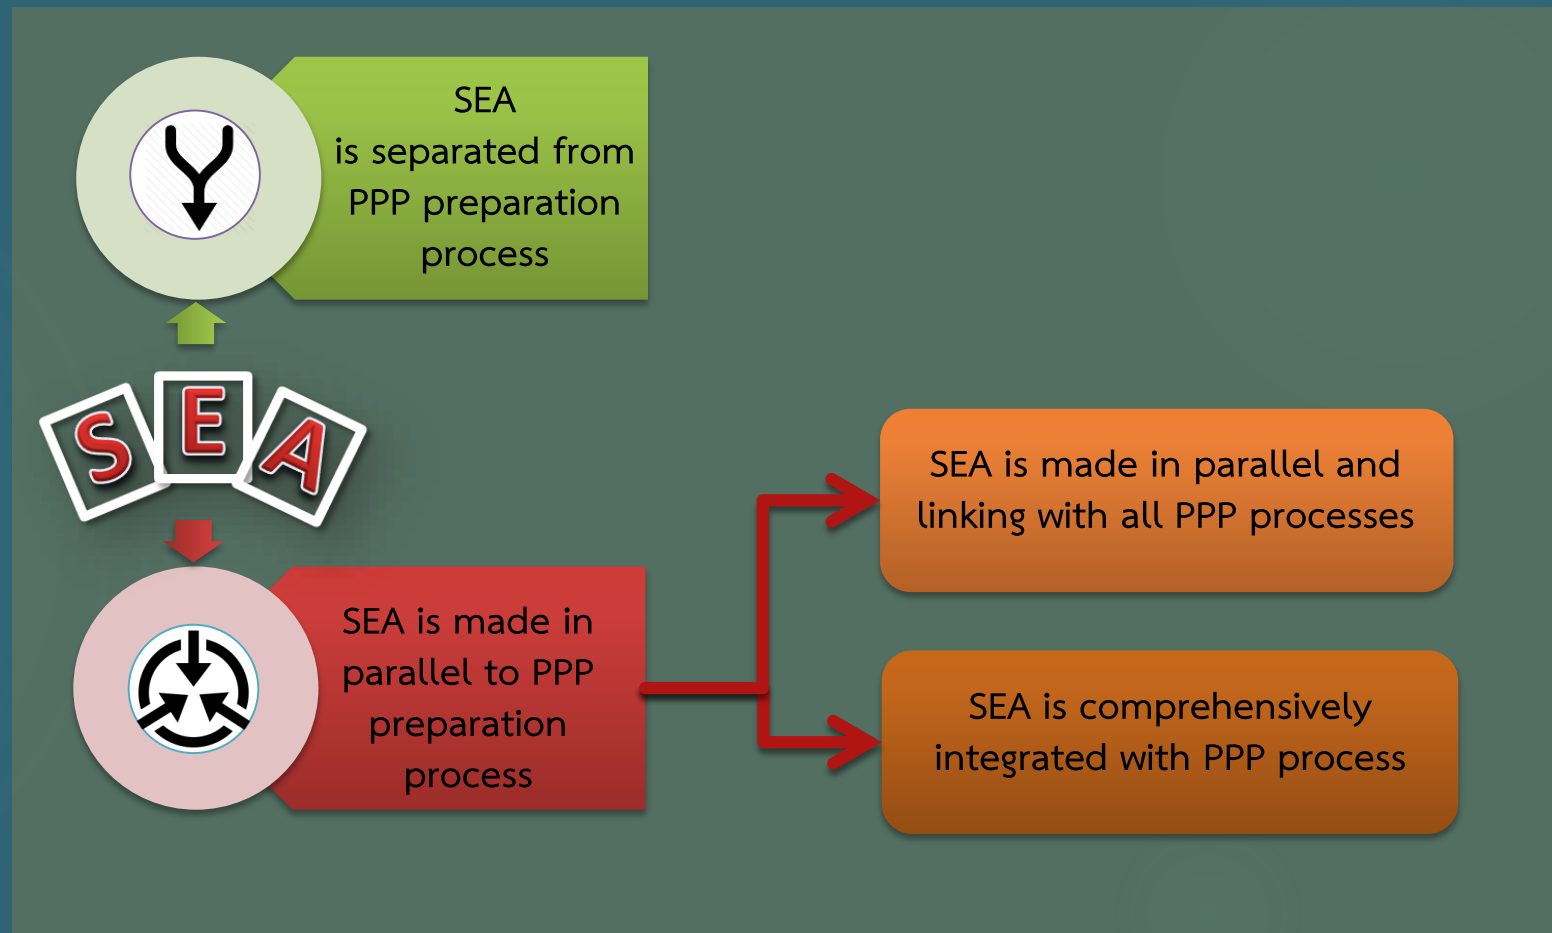 SEA
is separated from
PPP preparation
process
SEA
SEA is made in
parallel to PPP
preparation
process
SEA is made in parallel and
linking with all PPP processes
SEA is comprehensively
integrated with PPP process